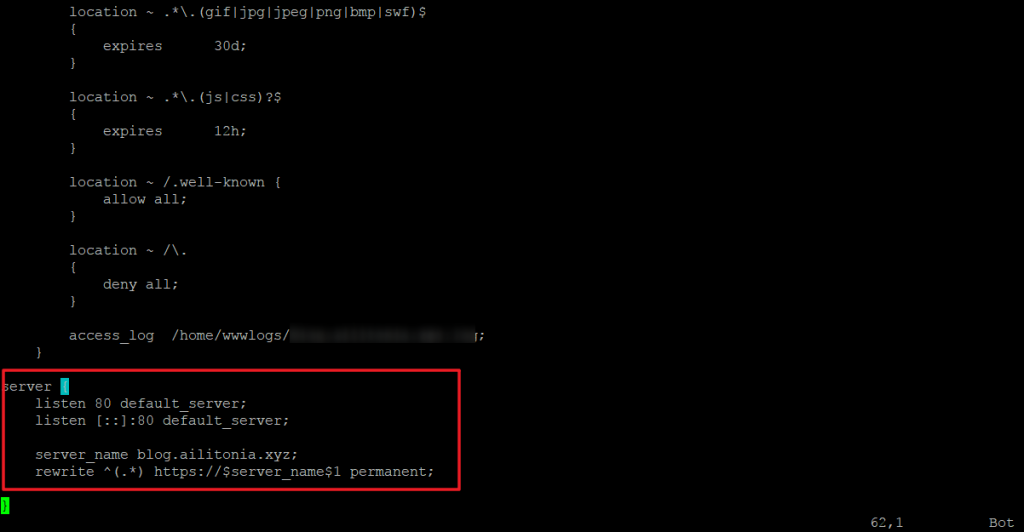 location ~ .*\.(gif|jpg|jpeg|png|bmp|swf)$
{
expires 30d;
}
location ~ .*\.(js|css)?$
{
expires 12h;
}
location ~ /.well-known {
allow all;
}
location ~ /\.
{
deny all;
}
access_log /home/wwwlogs/ ;
}
server {
listen 80 default_server;
listen [::]:80 default_server;
server_name blog.ailitonia.xyz;
rewrite ^(.*) https://$server_name$1 permanent;
}
62,1 Bot